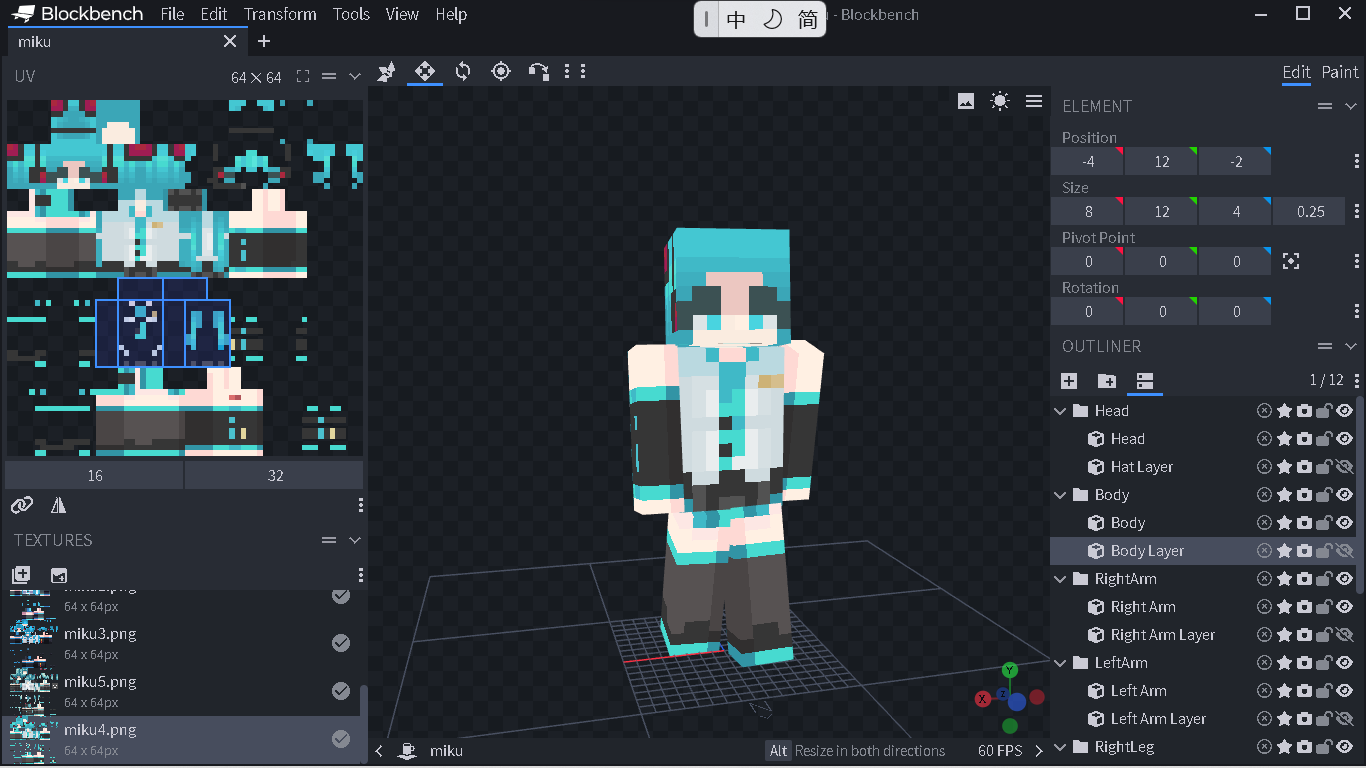 Blockbench File Edit Transform Tools View Help
中 简
- Blockbench
miku
UV 64 × 64
Edit Paint
16 32
TEXTURES
64 x 64px
miku3.png
64 x 64px
miku5.png
64 x 64px
miku4.png
64 x 64px
ELEMENT
Position
-4 12 -2
Size
8 12 4 0.25
Pivot Point
0 0 0
Rotation
0 0 0
OUTLINER
1 / 12
Head
Head
Hat Layer
Body
Body
Body Layer
RightArm
Right Arm
Right Arm Layer
LeftArm
Left Arm
Left Arm Layer
RightLeg
Y
X
Z
miku
Alt Resize in both directions
60 FPS